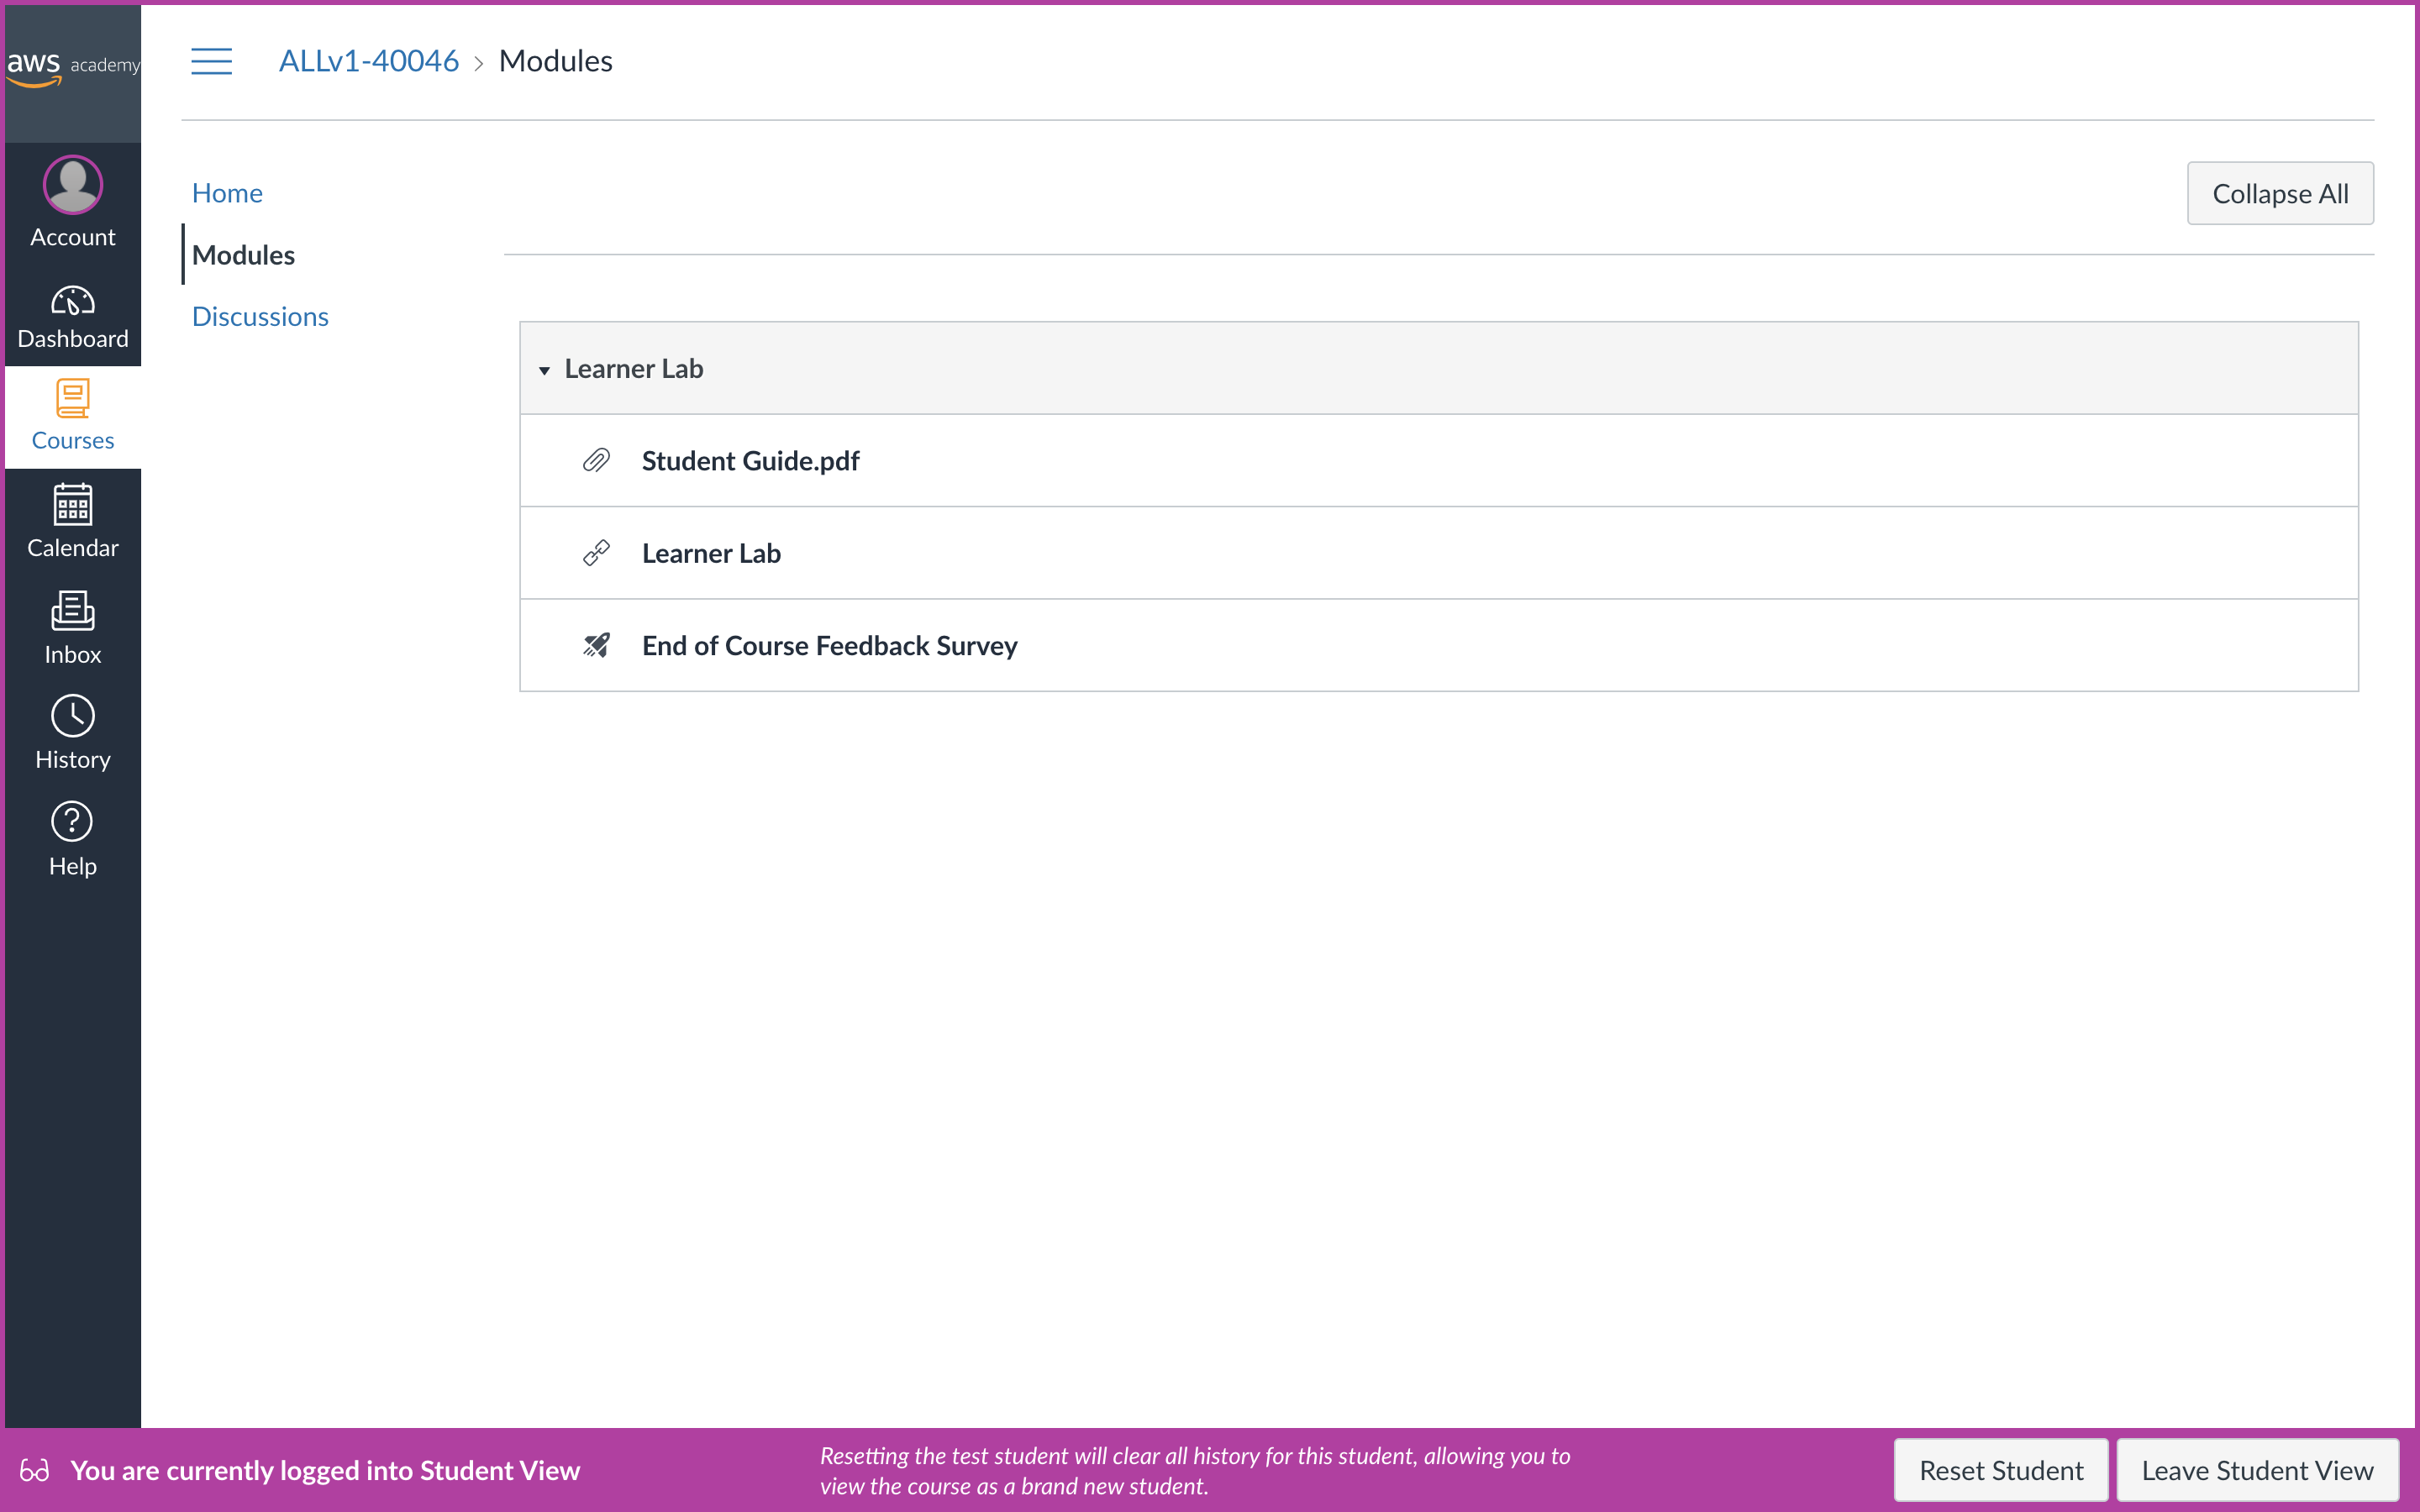 aws academy
ALLv1-40046 > Modules
Account
Dashboard
Courses
Calendar
Inbox
History
Help
Home
Modules
Discussions
Collapse All
Learner Lab
Student Guide.pdf
Learner Lab
End of Course Feedback Survey
You are currently logged into Student View
Resetting the test student will clear all history for this student, allowing you to
view the course as a brand new student.
Reset Student
Leave Student View